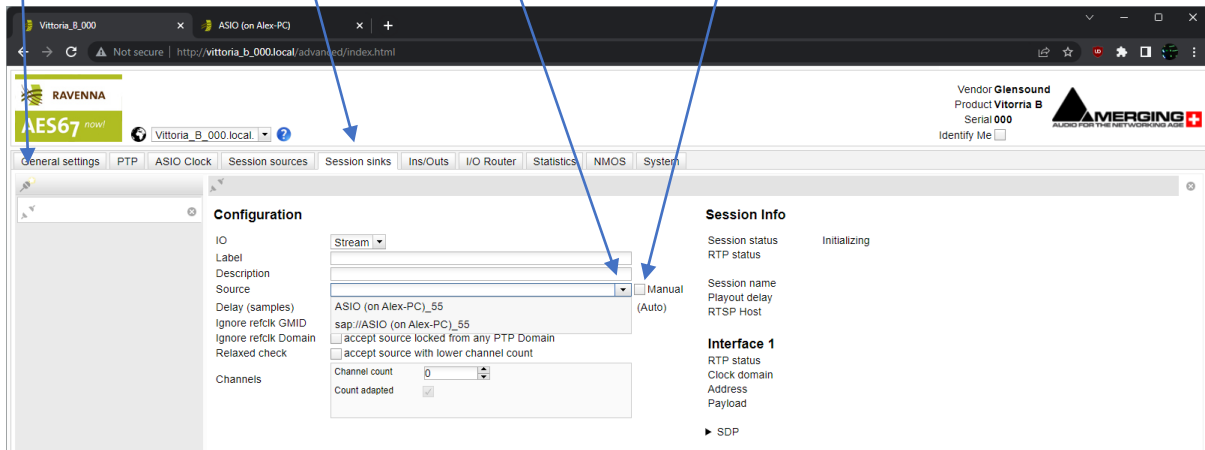 Vittoria_B_000
ASIO (on Alex-PC)
Not secure | http://vittoria_b_000.local/advanced/index.html
RAVENNA
AES67 now!
Vittoria_B_000.local.
Vendor Glensound
Product Vitorria B
Serial 000
Identify Me
MERGING
AUDIO FOR THE NETWORKING AGE
General settings PTP ASIO Clock Session sources Session sinks Ins/Outs I/O Router Statistics NMOS System
Configuration
IO Stream
Label
Description
Source Manual
Delay (samples) (Auto)
ASIO (on Alex-PC)_55
sap://ASIO (on Alex-PC)_55
Ignore refclk GMID
Ignore refclk Domain accept source locked from any PTP Domain
Relaxed check accept source with lower channel count
Channels
Channel count 0
Count adapted
Session Info
Session status Initializing
RTP status
Session name
Playout delay
RTSP Host
Interface 1
RTP status
Clock domain
Address
Payload
SDP